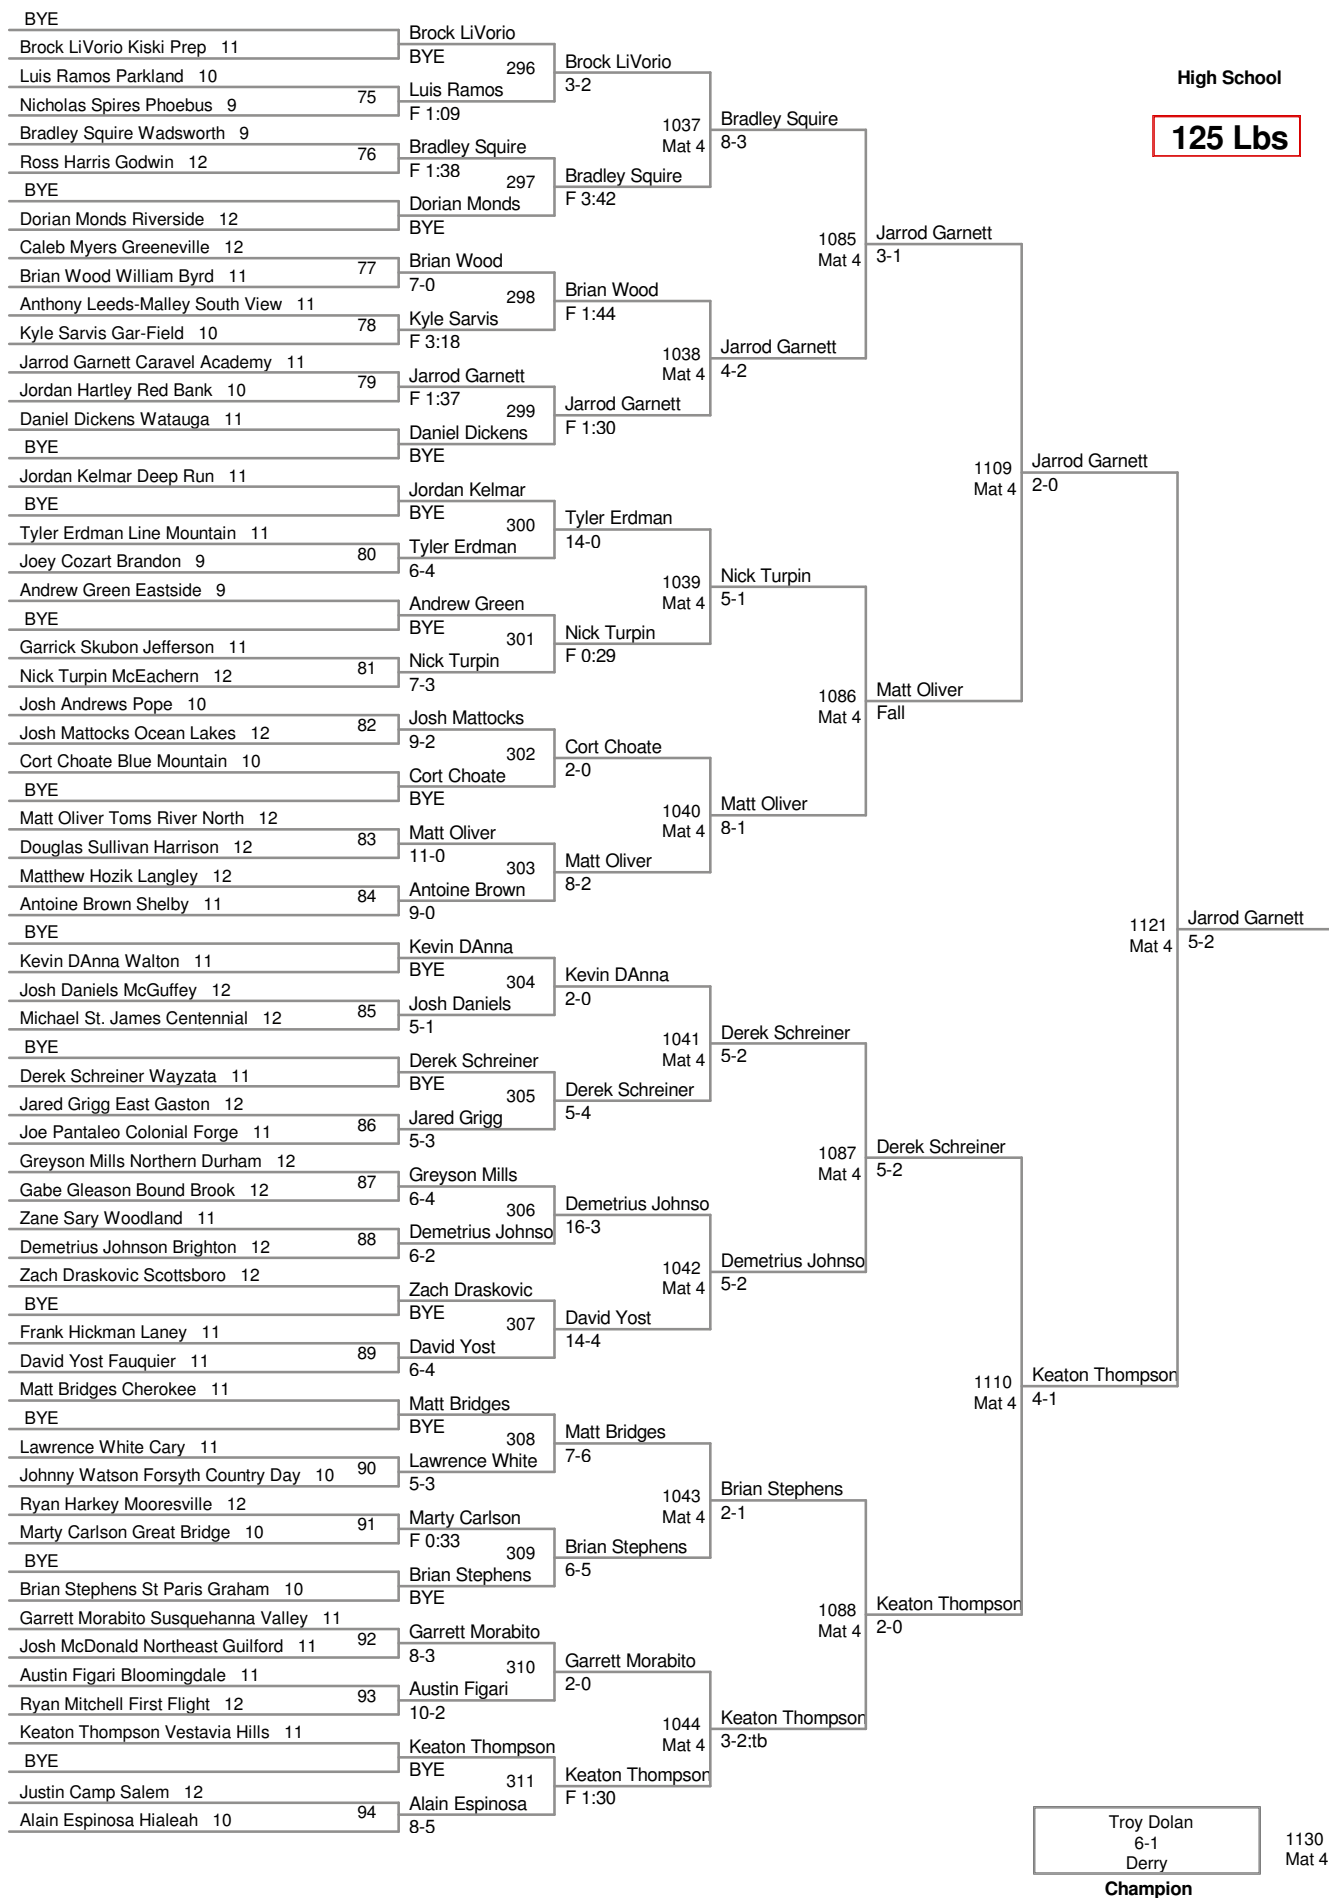 High School
125 Lbs
BYE
Brock LiVorio Kiski Prep 11
Luis Ramos Parkland 10
75
Nicholas Spires Phoebus 9
Bradley Squire Wadsworth 9
76
Ross Harris Godwin 12
BYE
Dorian Monds Riverside 12
Caleb Myers Greeneville 12
77
Brian Wood William Byrd 11
Anthony Leeds-Malley South View 11
78
Kyle Sarvis Gar-Field 10
Jarrod Garnett Caravel Academy 11
79
Jordan Hartley Red Bank 10
Daniel Dickens Watauga 11
BYE
Jordan Kelmar Deep Run 11
BYE
Tyler Erdman Line Mountain 11
80
Joey Cozart Brandon 9
Andrew Green Eastside 9
BYE
Garrick Skubon Jefferson 11
81
Nick Turpin McEachern 12
Josh Andrews Pope 10
82
Josh Mattocks Ocean Lakes 12
Cort Choate Blue Mountain 10
BYE
Matt Oliver Toms River North 12
83
Douglas Sullivan Harrison 12
Matthew Hozik Langley 12
84
Antoine Brown Shelby 11
BYE
Kevin DAnna Walton 11
Josh Daniels McGuffey 12
85
Michael St. James Centennial 12
BYE
Derek Schreiner Wayzata 11
Jared Grigg East Gaston 12
86
Joe Pantaleo Colonial Forge 11
Greyson Mills Northern Durham 12
87
Gabe Gleason Bound Brook 12
Zane Sary Woodland 11
88
Demetrius Johnson Brighton 12
Zach Draskovic Scottsboro 12
BYE
Frank Hickman Laney 11
89
David Yost Fauquier 11
Matt Bridges Cherokee 11
BYE
Lawrence White Cary 11
90
Johnny Watson Forsyth Country Day 10
Ryan Harkey Mooresville 12
91
Marty Carlson Great Bridge 10
BYE
Brian Stephens St Paris Graham 10
Garrett Morabito Susquehanna Valley 11
92
Josh McDonald Northeast Guilford 11
Austin Figari Bloomingdale 11
93
Ryan Mitchell First Flight 12
Keaton Thompson Vestavia Hills 11
BYE
Justin Camp Salem 12
94
Alain Espinosa Hialeah 10
Brock LiVorio
BYE
296
Luis Ramos
F 1:09
Bradley Squire
F 1:38
297
Dorian Monds
BYE
Brian Wood
7-0
298
Kyle Sarvis
F 3:18
Jarrod Garnett
F 1:37
299
Daniel Dickens
BYE
Jordan Kelmar
BYE
300
Tyler Erdman
6-4
Andrew Green
BYE
301
Nick Turpin
7-3
Josh Mattocks
9-2
302
Cort Choate
BYE
Matt Oliver
11-0
303
Antoine Brown
9-0
Kevin DAnna
BYE
304
Josh Daniels
5-1
Derek Schreiner
BYE
305
Jared Grigg
5-3
Greyson Mills
6-4
306
Demetrius Johnso
6-2
Zach Draskovic
BYE
307
David Yost
6-4
Matt Bridges
BYE
308
Lawrence White
5-3
Marty Carlson
F 0:33
309
Brian Stephens
BYE
Garrett Morabito
8-3
310
Austin Figari
10-2
Keaton Thompson
BYE
311
Alain Espinosa
8-5
Brock LiVorio
3-2
1037
Mat 4
Bradley Squire
F 3:42
Brian Wood
F 1:44
1038
Mat 4
Jarrod Garnett
F 1:30
Tyler Erdman
14-0
1039
Mat 4
Nick Turpin
F 0:29
Cort Choate
2-0
1040
Mat 4
Matt Oliver
8-2
Kevin DAnna
2-0
1041
Mat 4
Derek Schreiner
5-4
Demetrius Johnso
16-3
1042
Mat 4
David Yost
14-4
Matt Bridges
7-6
1043
Mat 4
Brian Stephens
6-5
Garrett Morabito
2-0
1044
Mat 4
Keaton Thompson
F 1:30
Bradley Squire
8-3
1085
Mat 4
Jarrod Garnett
4-2
Nick Turpin
5-1
1086
Mat 4
Matt Oliver
8-1
Derek Schreiner
5-2
1087
Mat 4
Demetrius Johnso
5-2
Brian Stephens
2-1
1088
Mat 4
Keaton Thompson
3-2:tb
Jarrod Garnett
3-1
1109
Mat 4
Matt Oliver
Fall
Derek Schreiner
5-2
1110
Mat 4
Keaton Thompson
2-0
Jarrod Garnett
2-0
1121
Mat 4
Keaton Thompson
4-1
Jarrod Garnett
5-2
Troy Dolan
6-1
Derry
1130
Mat 4
Champion